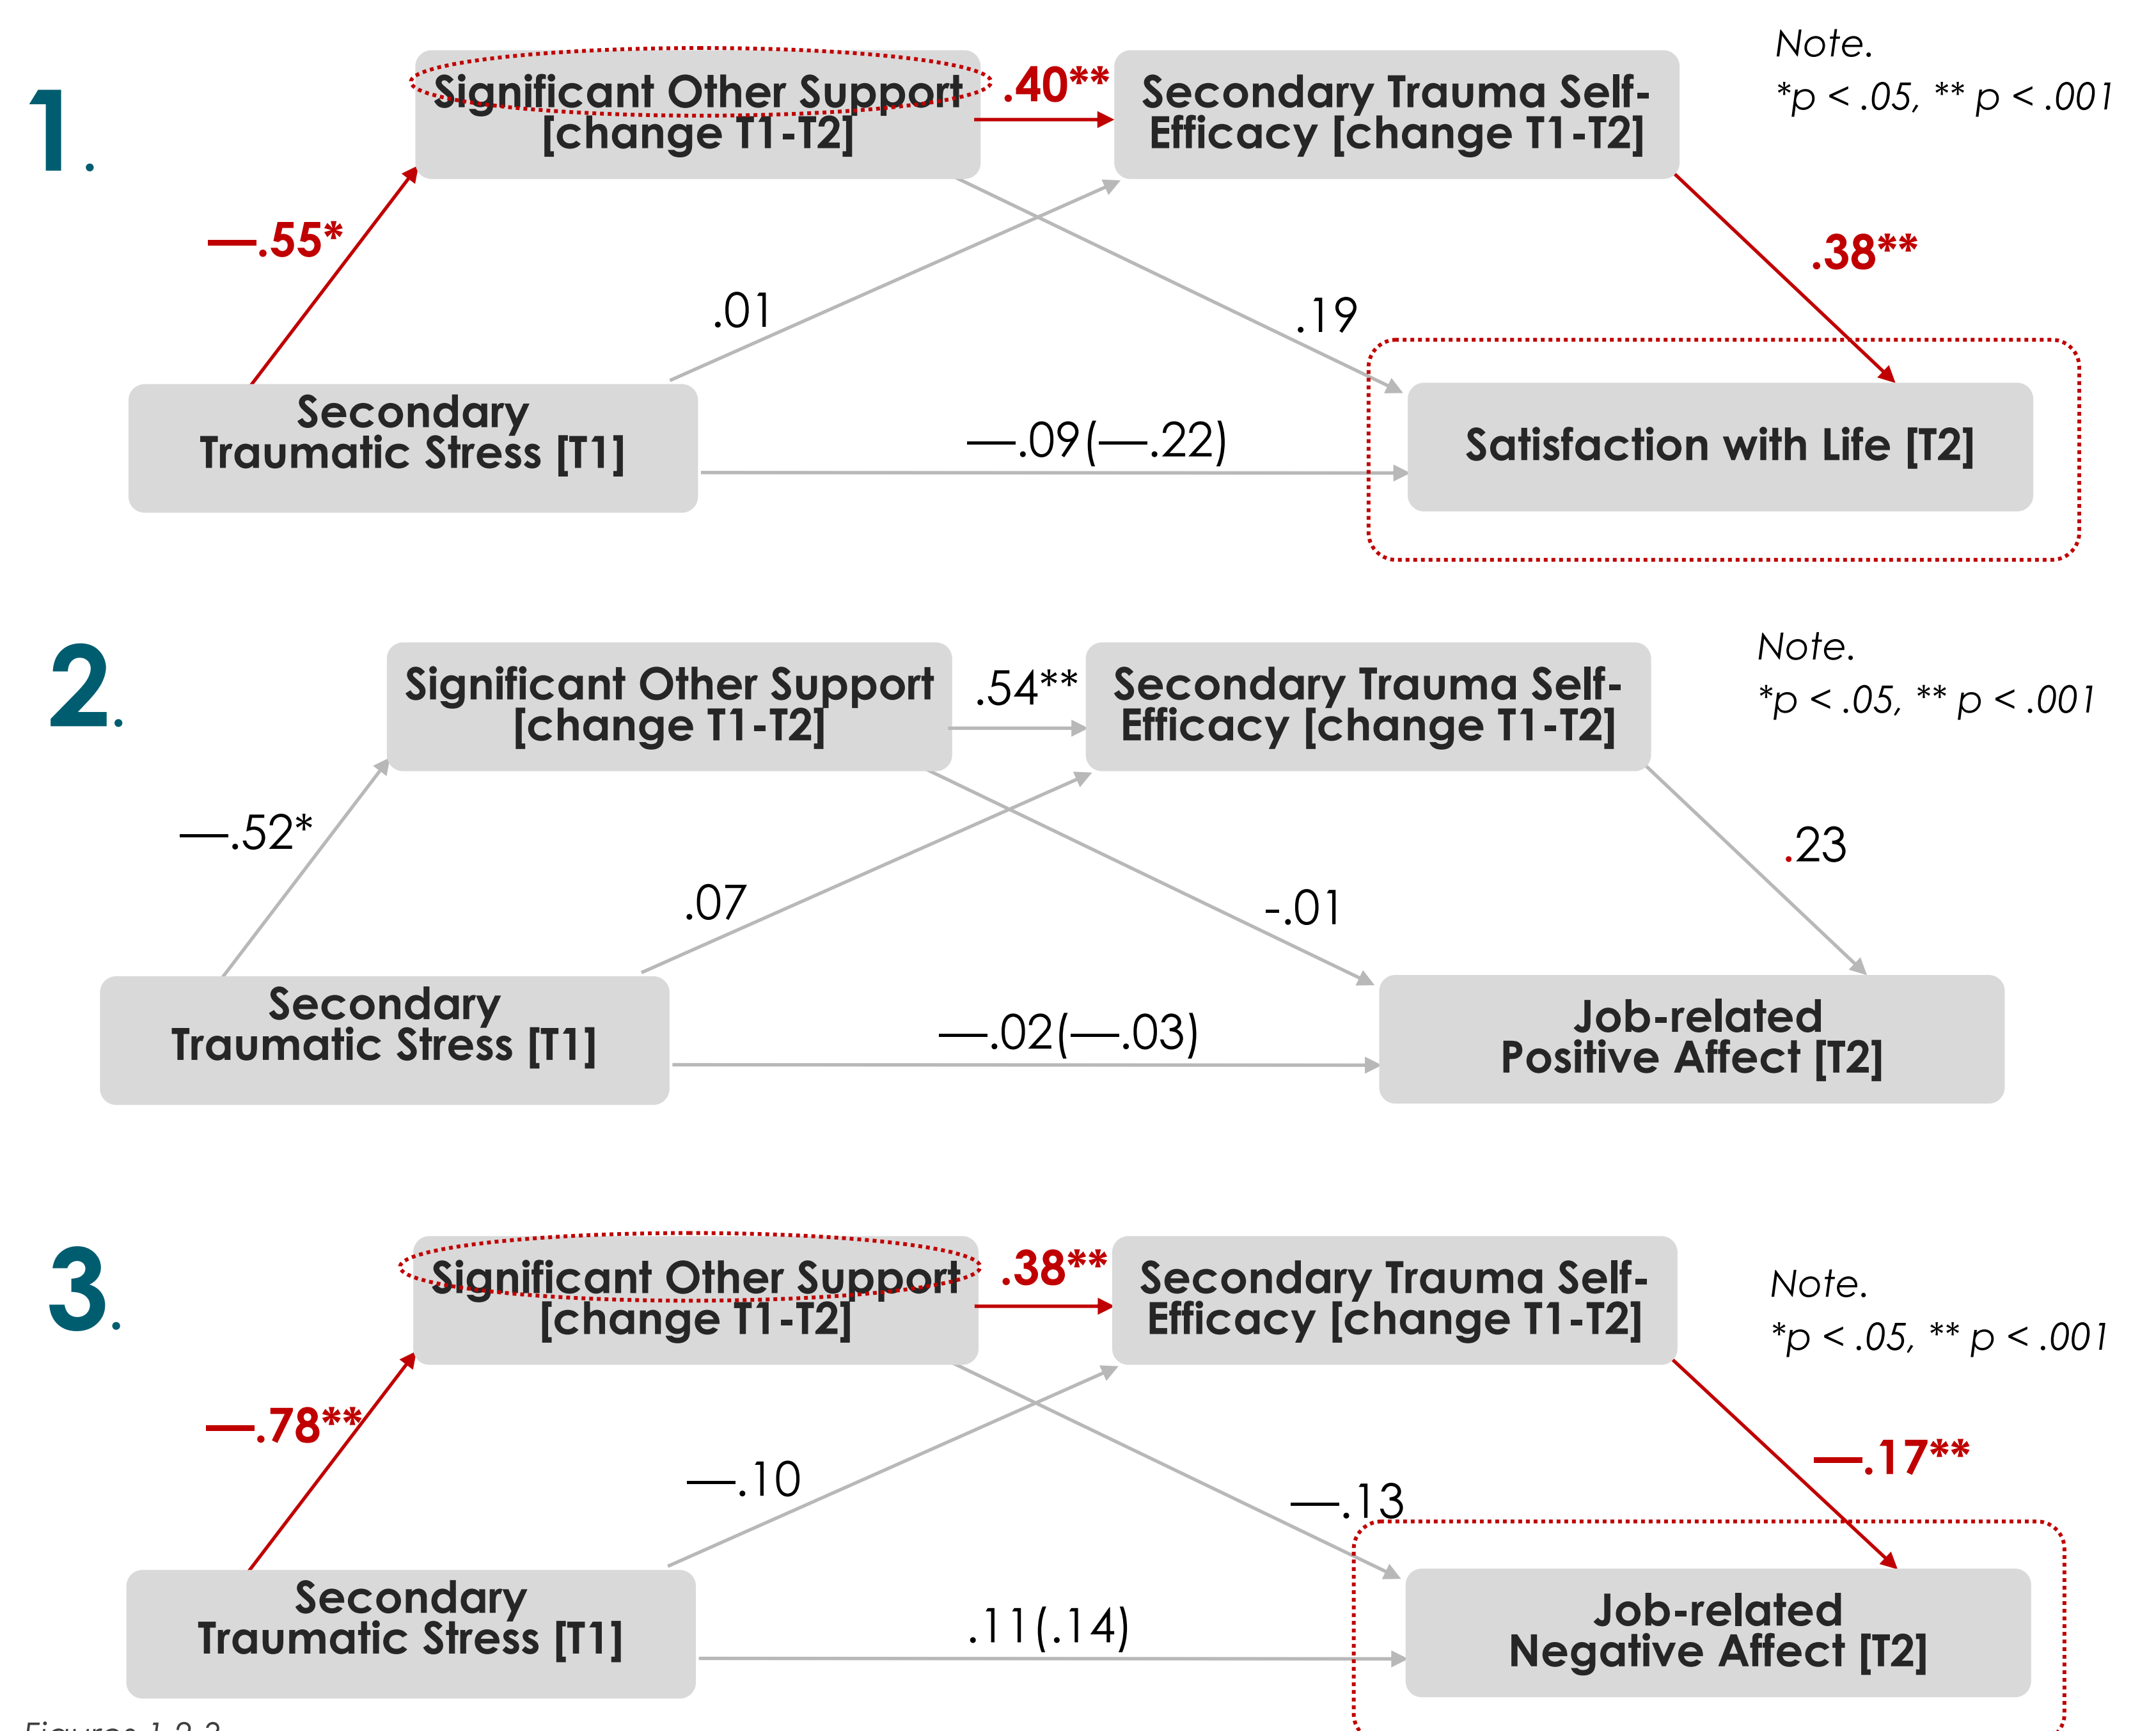 1.
Significant Other Support
[change T1-T2]
.40**
Secondary Trauma Self-
Efficacy [change T1-T2]
Note.
*p < .05, ** p < .001
—.55*
.38**
.01
.19
Secondary
Traumatic Stress [T1]
—.09(—.22)
Satisfaction with Life [T2]
2.
Significant Other Support
[change T1-T2]
.54**
Secondary Trauma Self-
Efficacy [change T1-T2]
Note.
*p < .05, ** p < .001
—.52*
.23
.07
-.01
Secondary
Traumatic Stress [T1]
—.02(—.03)
Job-related
Positive Affect [T2]
3.
Significant Other Support
[change T1-T2]
.38**
Secondary Trauma Self-
Efficacy [change T1-T2]
Note.
*p < .05, ** p < .001
—.78**
—.17**
—.10
—.13
Secondary
Traumatic Stress [T1]
.11(.14)
Job-related
Negative Affect [T2]
Figures 1,2,3